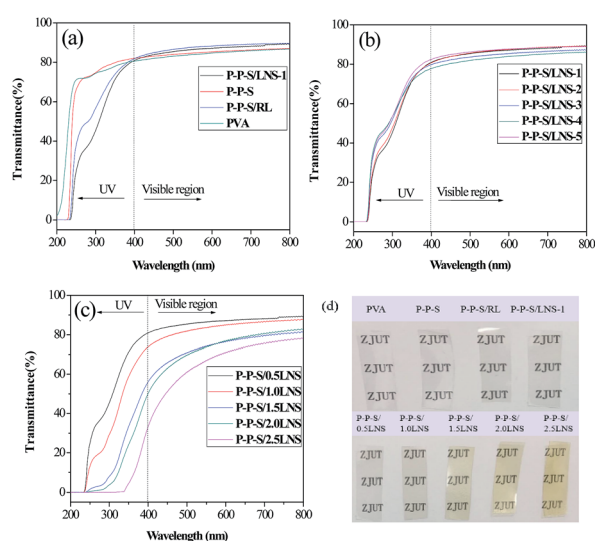 (a)
Transmittance(%)
100
80
60
40
20
0
P-P-S/LNS-1
P-P-S
P-P-S/RL
PVA
UV
Visible region
200 300 400 500 600 700 800
Wavelength (nm)
(b)
Transmittance(%)
100
80
60
40
20
0
P-P-S/LNS-1
P-P-S/LNS-2
P-P-S/LNS-3
P-P-S/LNS-4
P-P-S/LNS-5
UV
Visible region
200 300 400 500 600 700 800
Wavelength (nm)
(c)
Transmittance(%)
100
80
60
40
20
0
UV
Visible region
P-P-S/0.5LNS
P-P-S/1.0LNS
P-P-S/1.5LNS
P-P-S/2.0LNS
P-P-S/2.5LNS
200 300 400 500 600 700 800
Wavelength (nm)
(d)
PVA P-P-S P-P-S/RL P-P-S/LNS-1
ZJUT ZJUT ZJUT ZJUT
ZJUT ZJUT ZJUT ZJUT
ZJUT ZJUT ZJUT ZJUT
P-P-S/ P-P-S/ P-P-S/ P-P-S/ P-P-S/
0.5LNS 1.0LNS 1.5LNS 2.0LNS 2.5LNS
ZJUT ZJUT ZJUT ZJUT ZJUT
ZJUT ZJUT ZJUT ZJUT ZJUT
ZJUT ZJUT ZJUT ZJUT ZJUT